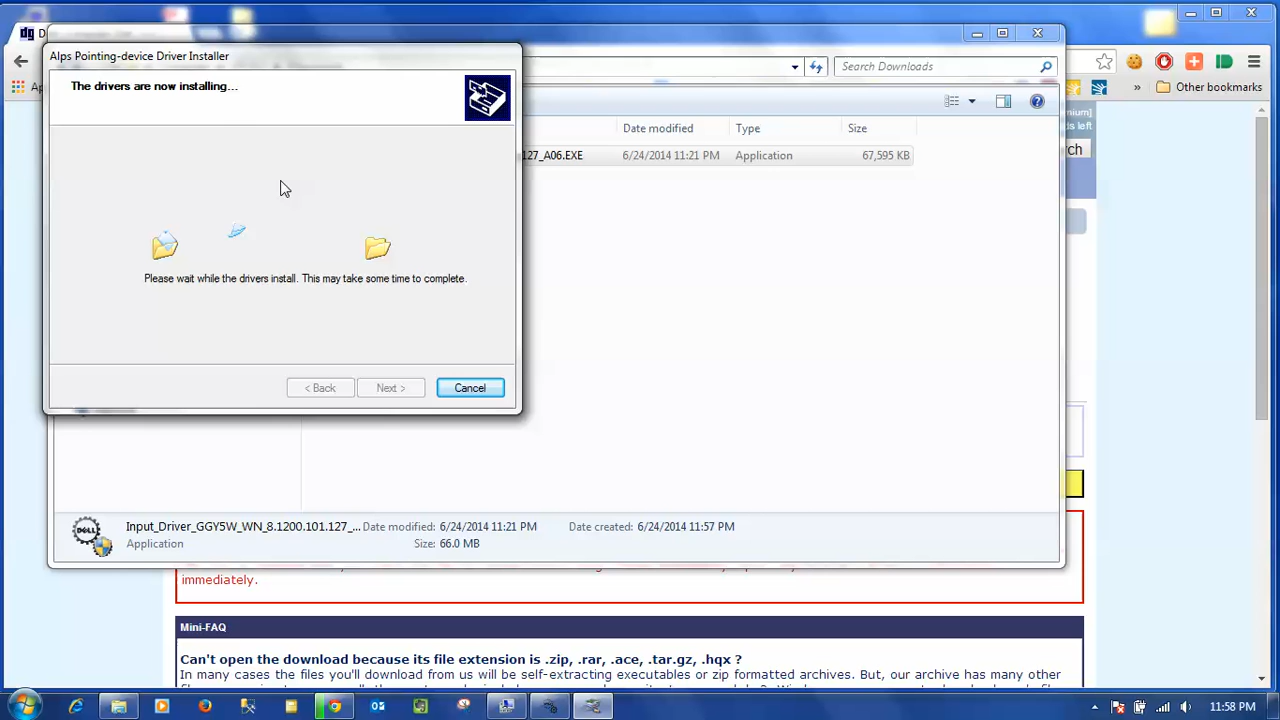 Alps Pointing-device Driver Installer
The drivers are now installing...
Please wait while the drivers install. This may take some time to complete.
< Back
Next >
Cancel
Search Downloads
Date modified
Type
Size
127_A06.EXE
6/24/2014 11:21 PM
Application
67,595 KB
Input_Driver_GGY5W_WN_8.1200.101.127_...
Date modified: 6/24/2014 11:21 PM
Date created: 6/24/2014 11:57 PM
Application
Size: 66.0 MB
dg D
»
Other bookmarks
immediately.
Mini-FAQ
Can't open the download because its file extension is .zip, .rar, .ace, .tar.gz, .hqx ?
In many cases the files you'll download from us will be self-extracting executables or zip formatted archives. But, our archive has many other
11:58 PM